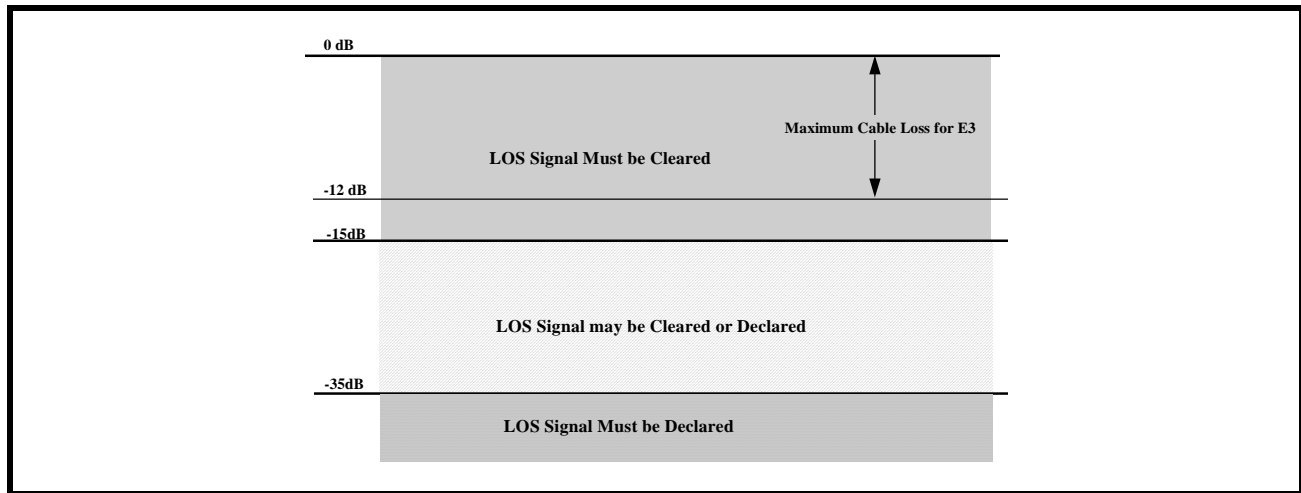 0 dB
Maximum Cable Loss for E3
LOS Signal Must be Cleared
-12 dB
-15dB
LOS Signal may be Cleared or Declared
-35dB
LOS Signal Must be Declared